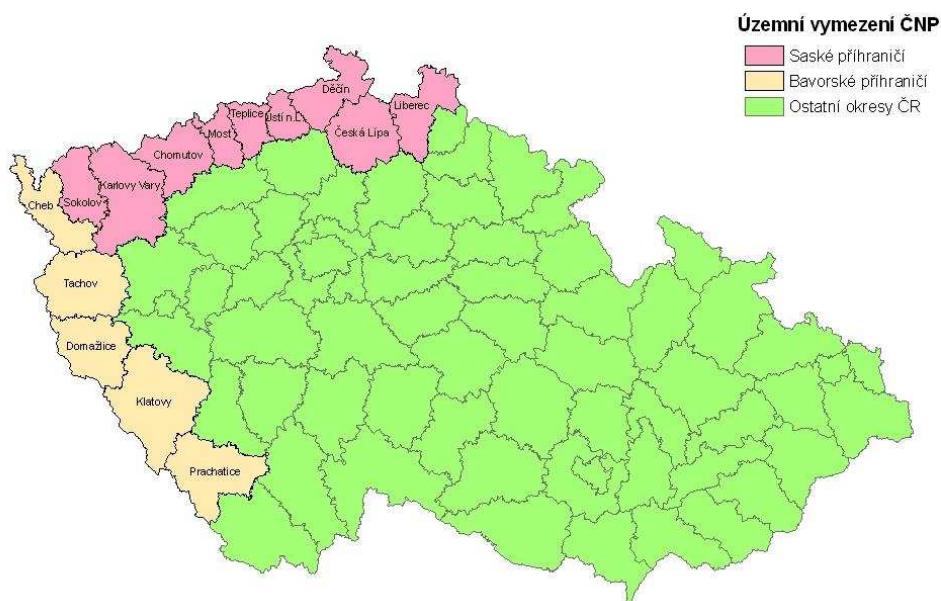 Území vymezení ČNP
Saské příhraničí
Bavorské příhraničí
Ostatní okresy ČR
Děčín
Liberec
Teplice
Ústí n.L.
Most
Česká Lípa
Chomutov
Karlovy Vary
Sokolov
Cheb
Tachov
Domažlice
Klatovy
Prachatice